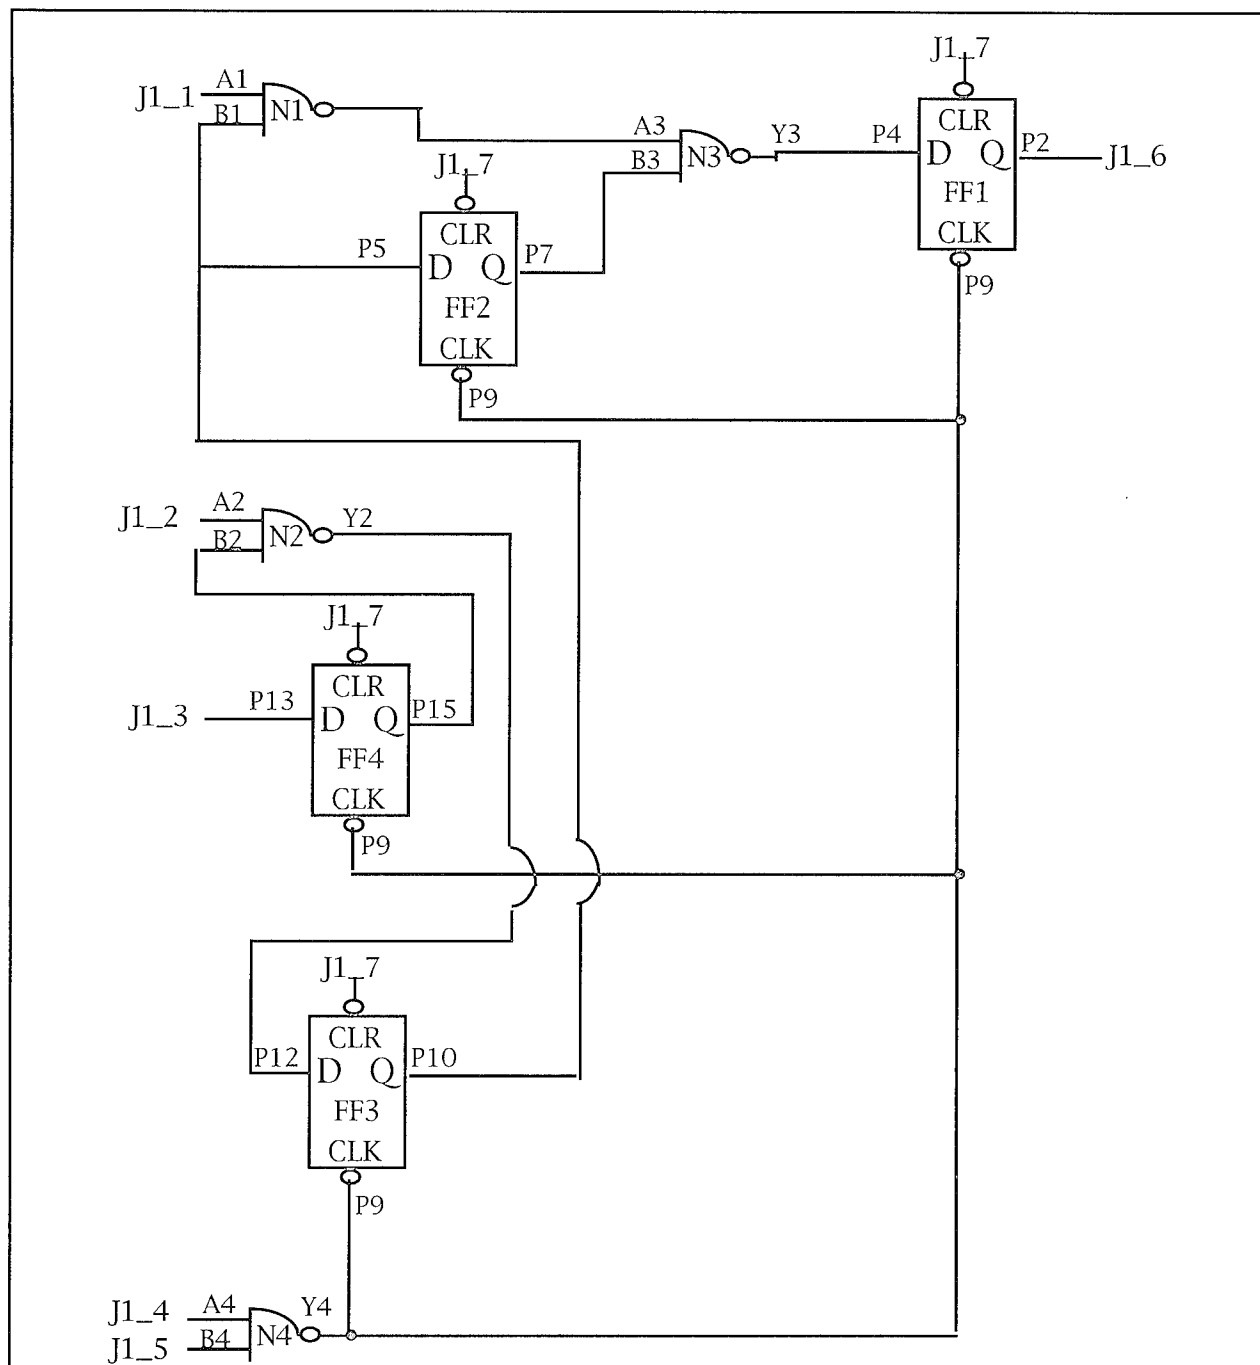 J1_7
J1_1 A1
B1 N1
CLR
D Q
FF1
CLK
P4
P2
J1_6
P9
A3
B3 N3
Y3
J1_7
CLR
D Q
FF2
CLK
P5
P7
P9
J1_2 A2
B2 N2
Y2
J1_7
CLR
D Q
FF4
CLK
J1_3
P13
P15
P9
J1_7
CLR
D Q
FF3
CLK
P12
P10
P9
J1_4 A4
J1_5 B4
N4
Y4